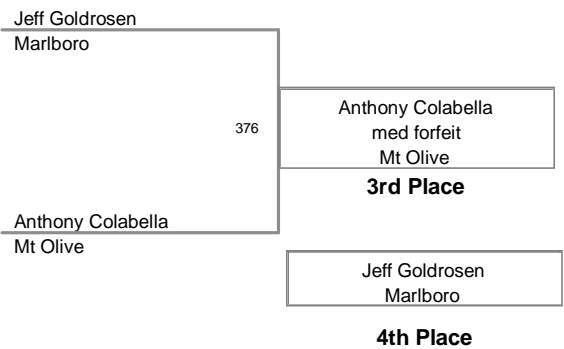 Jeff Goldrosen
Marlboro
376
Anthony Colabella
med forfeit
Mt Olive
3rd Place
Anthony Colabella
Mt Olive
Jeff Goldrosen
Marlboro
4th Place